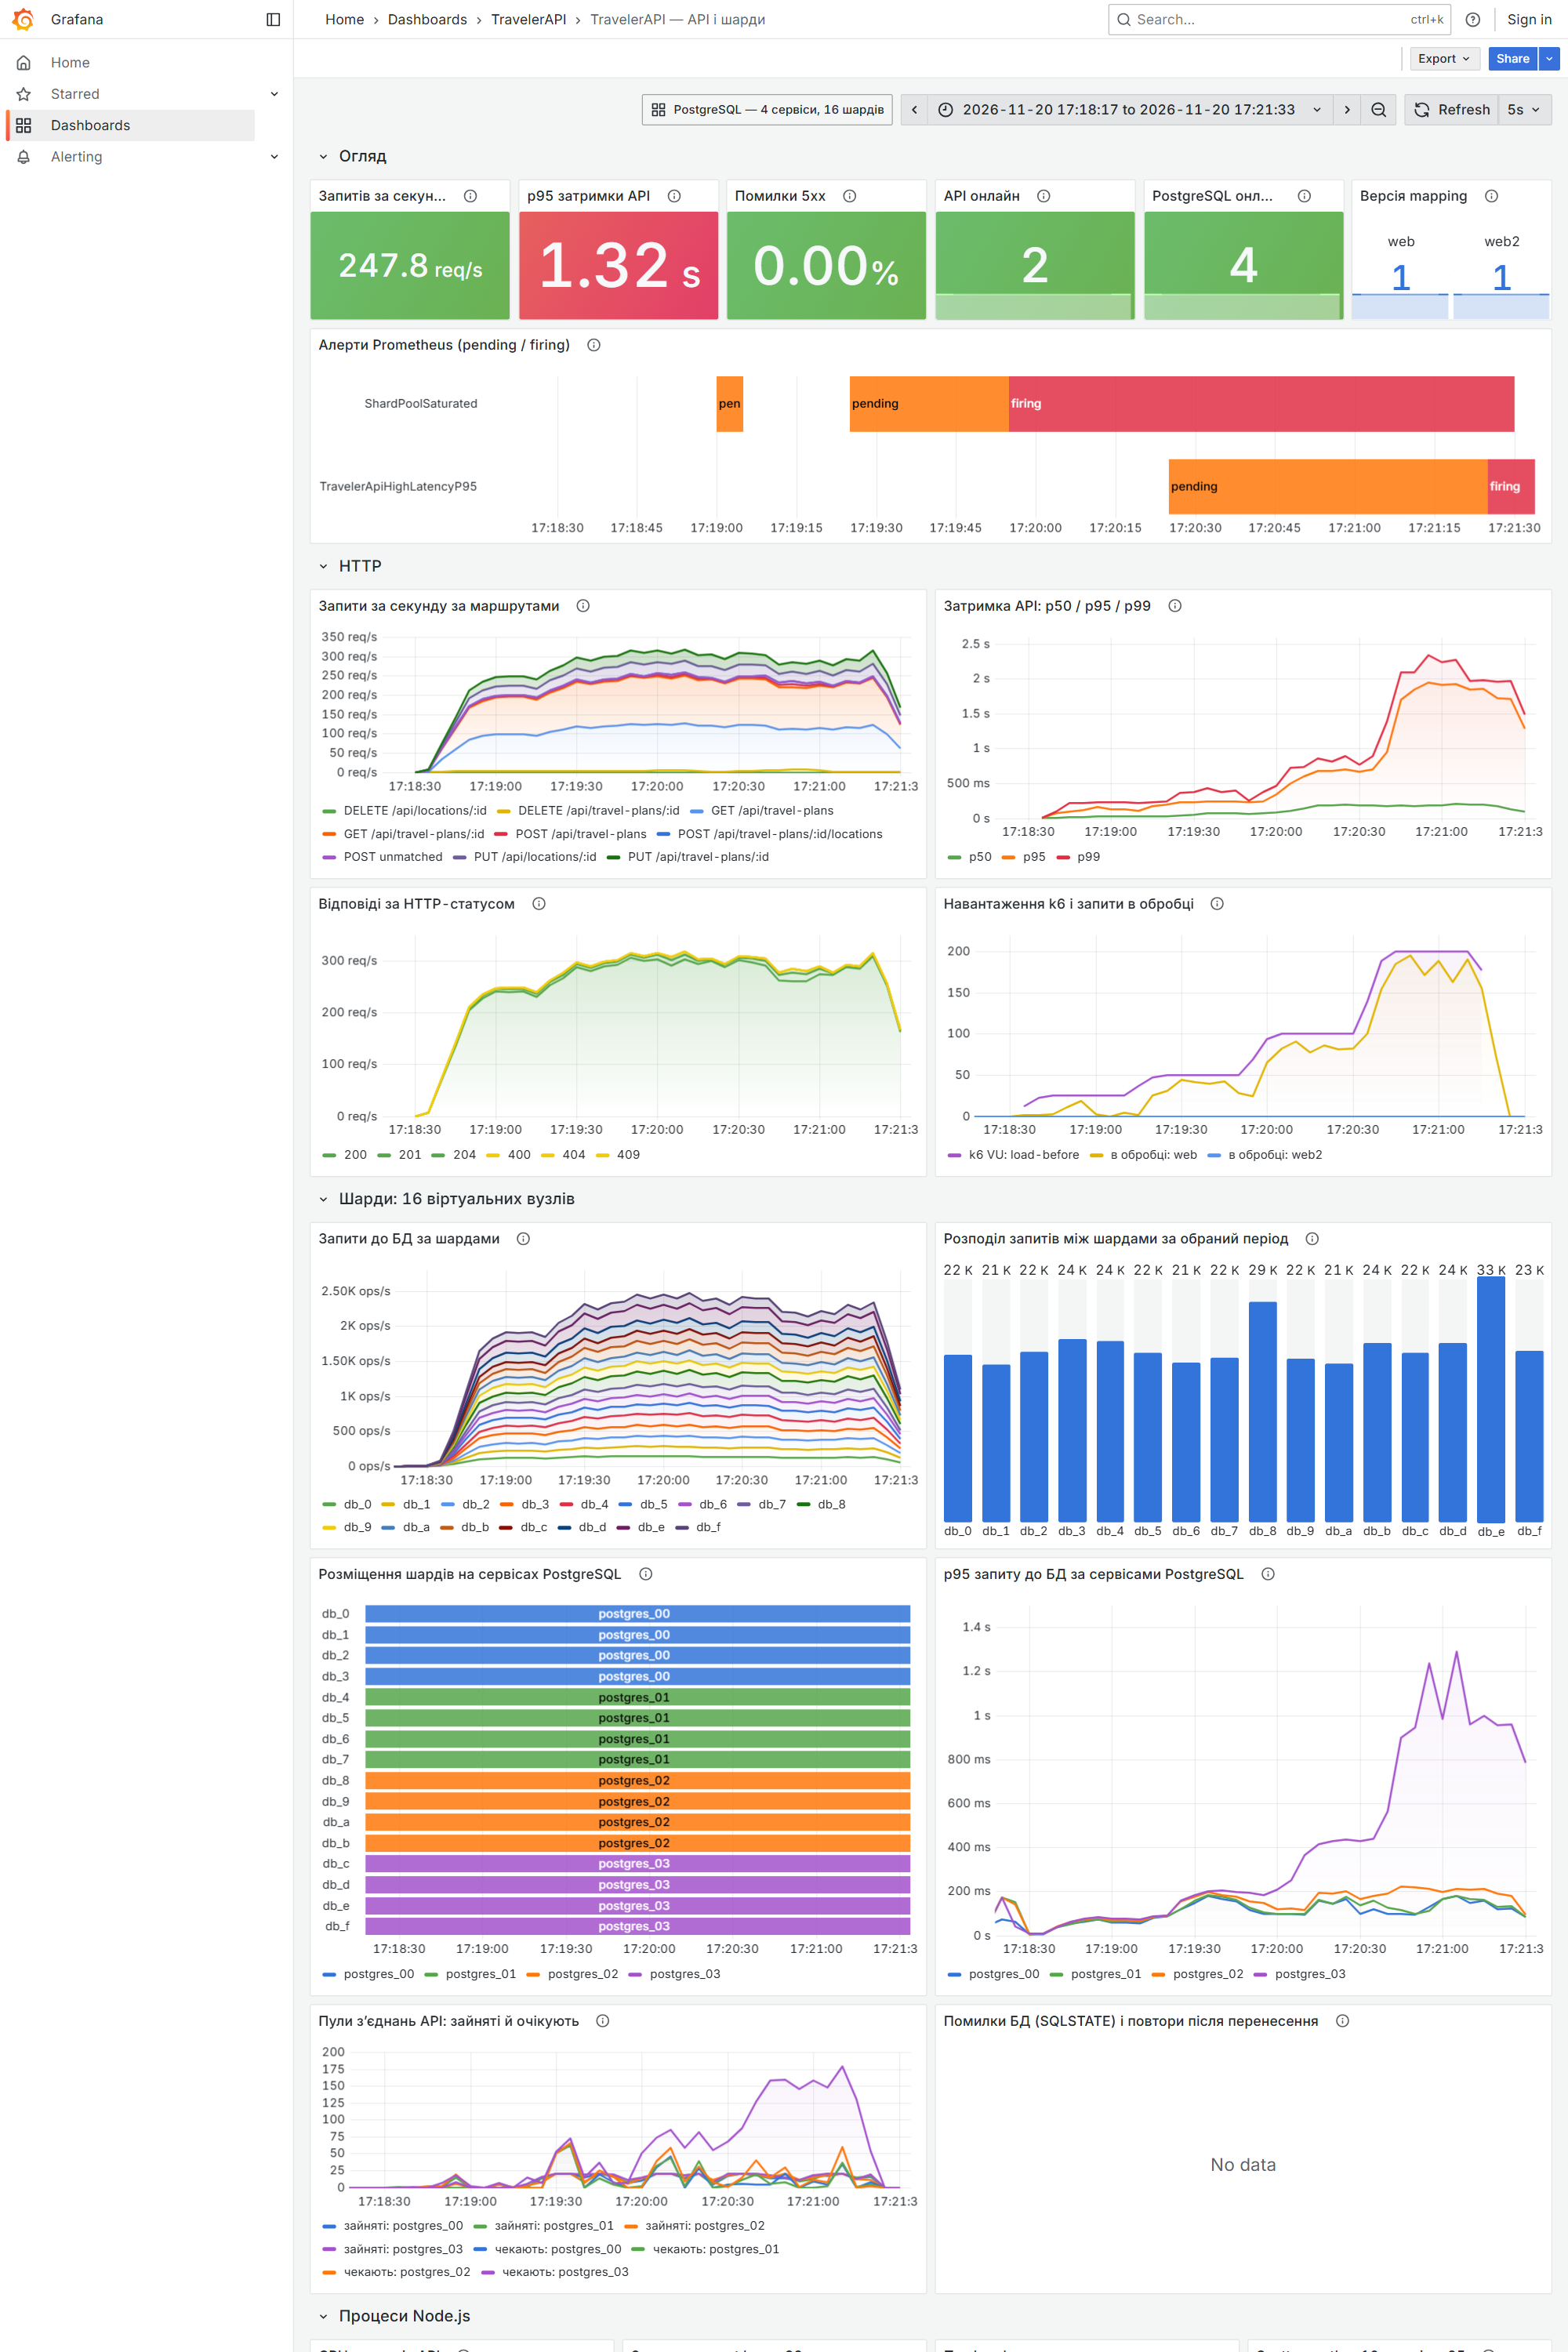 Grafana
Home › Dashboards › TravelerAPI › TravelerAPI — API і шарди
Search...
ctrl+k
Sign in
Home
Starred
Dashboards
Alerting
Export
Share
PostgreSQL — 4 сервіси, 16 шардів
2026-11-20 17:18:17 to 2026-11-20 17:21:33
Refresh
5s
Огляд
Запитів за секун...
p95 затримки API
Помилки 5xx
API онлайн
PostgreSQL онл...
Версія mapping
247.8 req/s
1.32 s
0.00%
2
4
web
web2
1
1
Алерти Prometheus (pending / firing)
ShardPoolSaturated
pen
pending
firing
TravelerApiHighLatencyP95
pending
firing
17:18:30 17:18:45 17:19:00 17:19:15 17:19:30 17:19:45 17:20:00 17:20:15 17:20:30 17:20:45 17:21:00 17:21:15 17:21:30
HTTP
Запити за секунду за маршрутами
350 req/s
300 req/s
250 req/s
200 req/s
150 req/s
100 req/s
50 req/s
0 req/s
17:18:30 17:19:00 17:19:30 17:20:00 17:20:30 17:21:00 17:21:3
DELETE /api/locations/:id DELETE /api/travel-plans/:id GET /api/travel-plans
GET /api/travel-plans/:id POST /api/travel-plans POST /api/travel-plans/:id/locations
POST unmatched PUT /api/locations/:id PUT /api/travel-plans/:id
Затримка API: p50 / p95 / p99
2.5 s
2 s
1.5 s
1 s
500 ms
0 s
17:18:30 17:19:00 17:19:30 17:20:00 17:20:30 17:21:00 17:21:3
p50 p95 p99
Відповіді за HTTP-статусом
300 req/s
200 req/s
100 req/s
0 req/s
17:18:30 17:19:00 17:19:30 17:20:00 17:20:30 17:21:00 17:21:3
200 201 204 400 404 409
Навантаження k6 і запити в обробці
200
150
100
50
0
17:18:30 17:19:00 17:19:30 17:20:00 17:20:30 17:21:00 17:21:3
k6 VU: load-before в обробці: web в обробці: web2
Шарди: 16 віртуальних вузлів
Запити до БД за шардами
2.50K ops/s
2K ops/s
1.50K ops/s
1K ops/s
500 ops/s
0 ops/s
17:18:30 17:19:00 17:19:30 17:20:00 17:20:30 17:21:00 17:21:3
db_0 db_1 db_2 db_3 db_4 db_5 db_6 db_7 db_8
db_9 db_a db_b db_c db_d db_e db_f
Розподіл запитів між шардами за обраний період
22 K 21 K 22 K 24 K 24 K 22 K 21 K 22 K 29 K 22 K 21 K 24 K 22 K 24 K 33 K 23 K
db_0 db_1 db_2 db_3 db_4 db_5 db_6 db_7 db_8 db_9 db_a db_b db_c db_d db_e db_f
Розміщення шардів на сервісах PostgreSQL
db_0 postgres_00
db_1 postgres_00
db_2 postgres_00
db_3 postgres_00
db_4 postgres_01
db_5 postgres_01
db_6 postgres_01
db_7 postgres_01
db_8 postgres_02
db_9 postgres_02
db_a postgres_02
db_b postgres_02
db_c postgres_03
db_d postgres_03
db_e postgres_03
db_f postgres_03
17:18:30 17:19:00 17:19:30 17:20:00 17:20:30 17:21:00 17:21:3
postgres_00 postgres_01 postgres_02 postgres_03
p95 запиту до БД за сервісами PostgreSQL
1.4 s
1.2 s
1 s
800 ms
600 ms
400 ms
200 ms
0 s
17:18:30 17:19:00 17:19:30 17:20:00 17:20:30 17:21:00 17:21:3
postgres_00 postgres_01 postgres_02 postgres_03
Пули з’єднань API: зайняті й очікують
200
175
150
125
100
75
50
25
0
17:18:30 17:19:00 17:19:30 17:20:00 17:20:30 17:21:00 17:21:3
зайняті: postgres_00 зайняті: postgres_01 зайняті: postgres_02
зайняті: postgres_03 чекають: postgres_00 чекають: postgres_01
чекають: postgres_02 чекають: postgres_03
Помилки БД (SQLSTATE) і повтори після перенесення
No data
Процеси Node.js